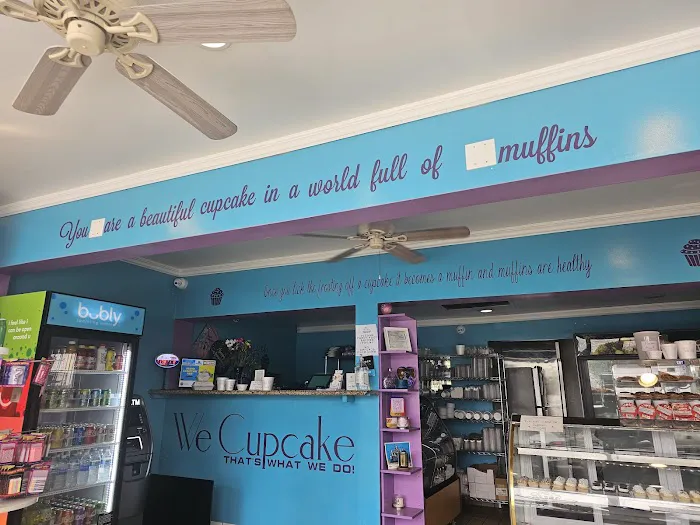 You are a beautiful cupcake in a world full of muffins
once you lick the frosting off a cupcake it becomes a muffin and muffins are healthy
bubly
We Cupcake
THAT'S WHAT WE DO!